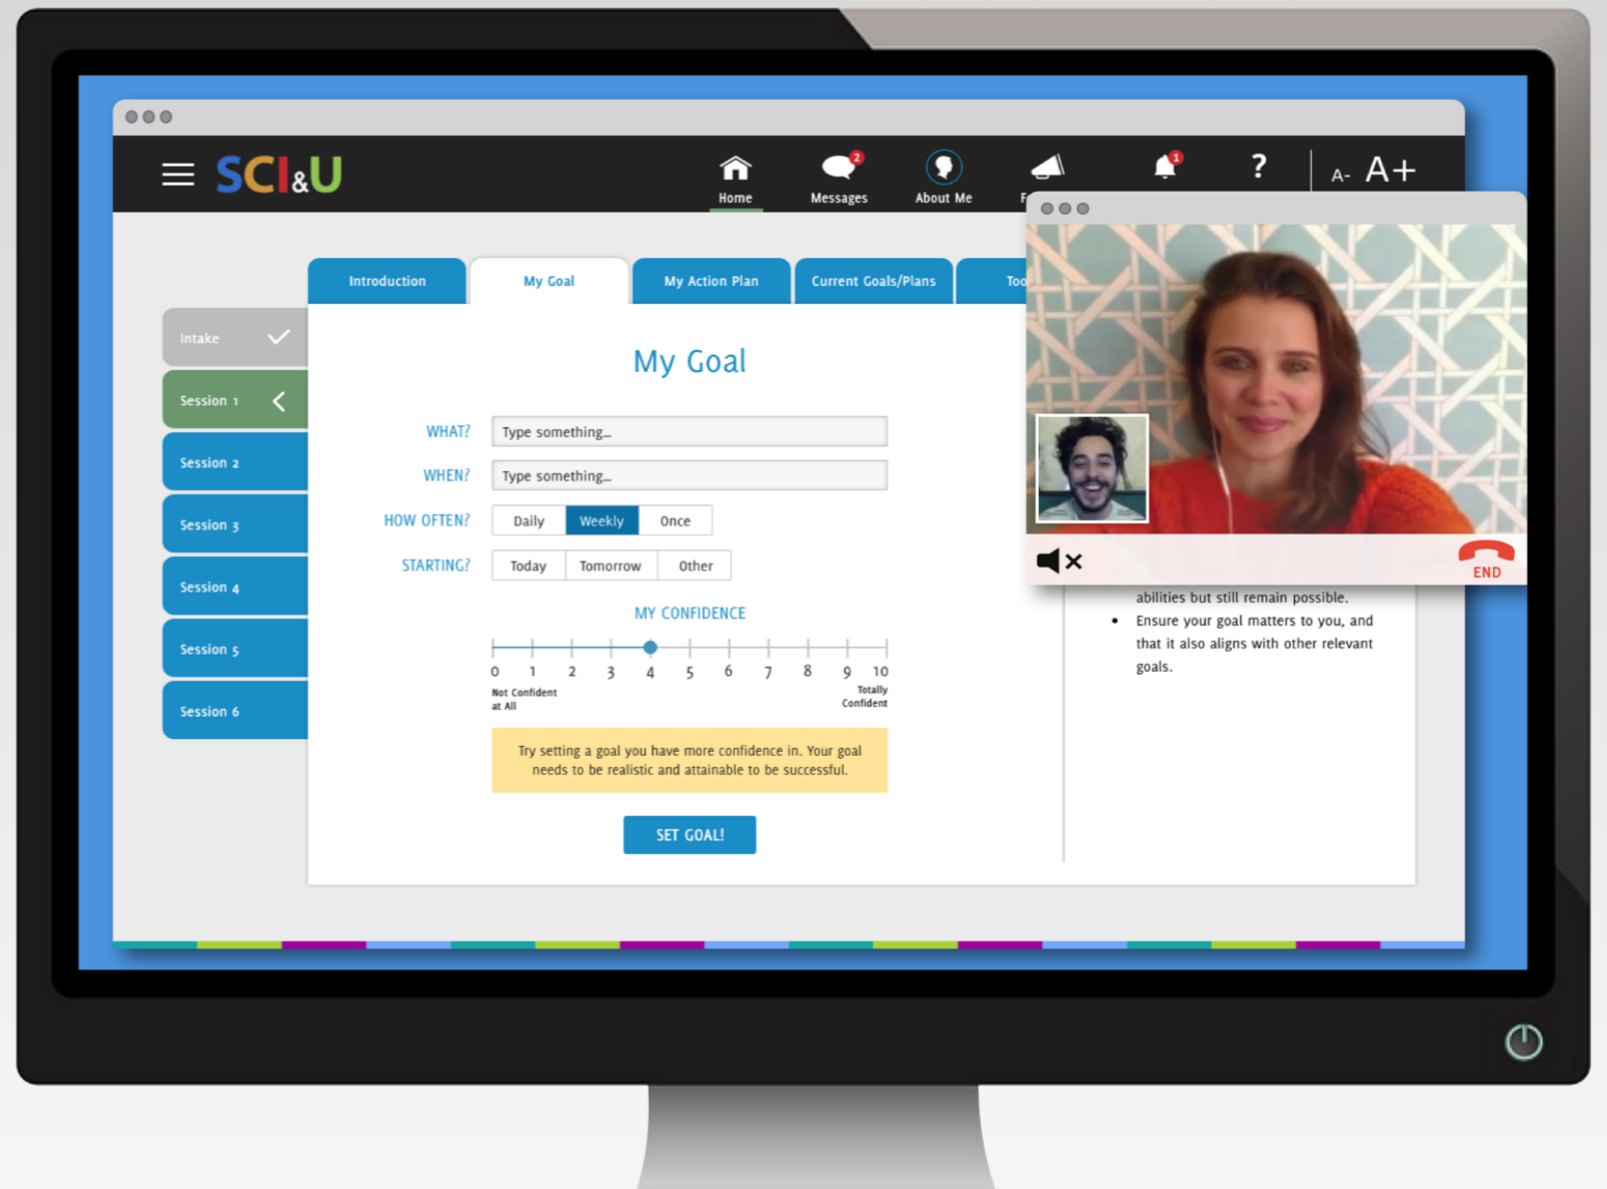 SCI&U
Home
Messages
2
About Me
F
1
?
A- A+
Introduction
My Goal
My Action Plan
Current Goals/Plans
Too
Intake
Session 1
Session 2
Session 3
Session 4
Session 5
Session 6
My Goal
WHAT?
Type something...
WHEN?
Type something...
HOW OFTEN?
Daily
Weekly
Once
STARTING?
Today
Tomorrow
Other
MY CONFIDENCE
0 1 2 3 4 5 6 7 8 9 10
Not Confident
at All
Totally
Confident
Try setting a goal you have more confidence in. Your goal
needs to be realistic and attainable to be successful.
SET GOAL!
END
abilities but still remain possible.
• Ensure your goal matters to you, and
that it also aligns with other relevant
goals.